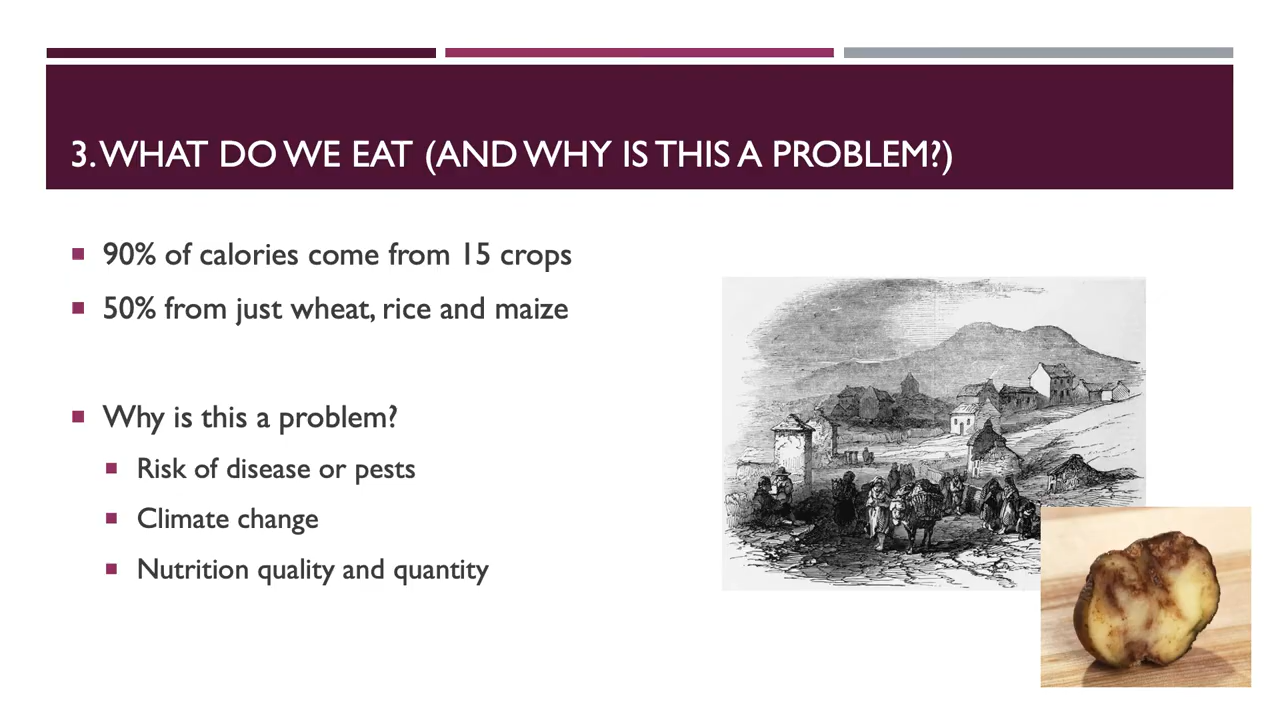 3. WHAT DO WE EAT (AND WHY IS THIS A PROBLEM?)
90% of calories come from 15 crops
50% from just wheat, rice and maize
Why is this a problem?
Risk of disease or pests
Climate change
Nutrition quality and quantity